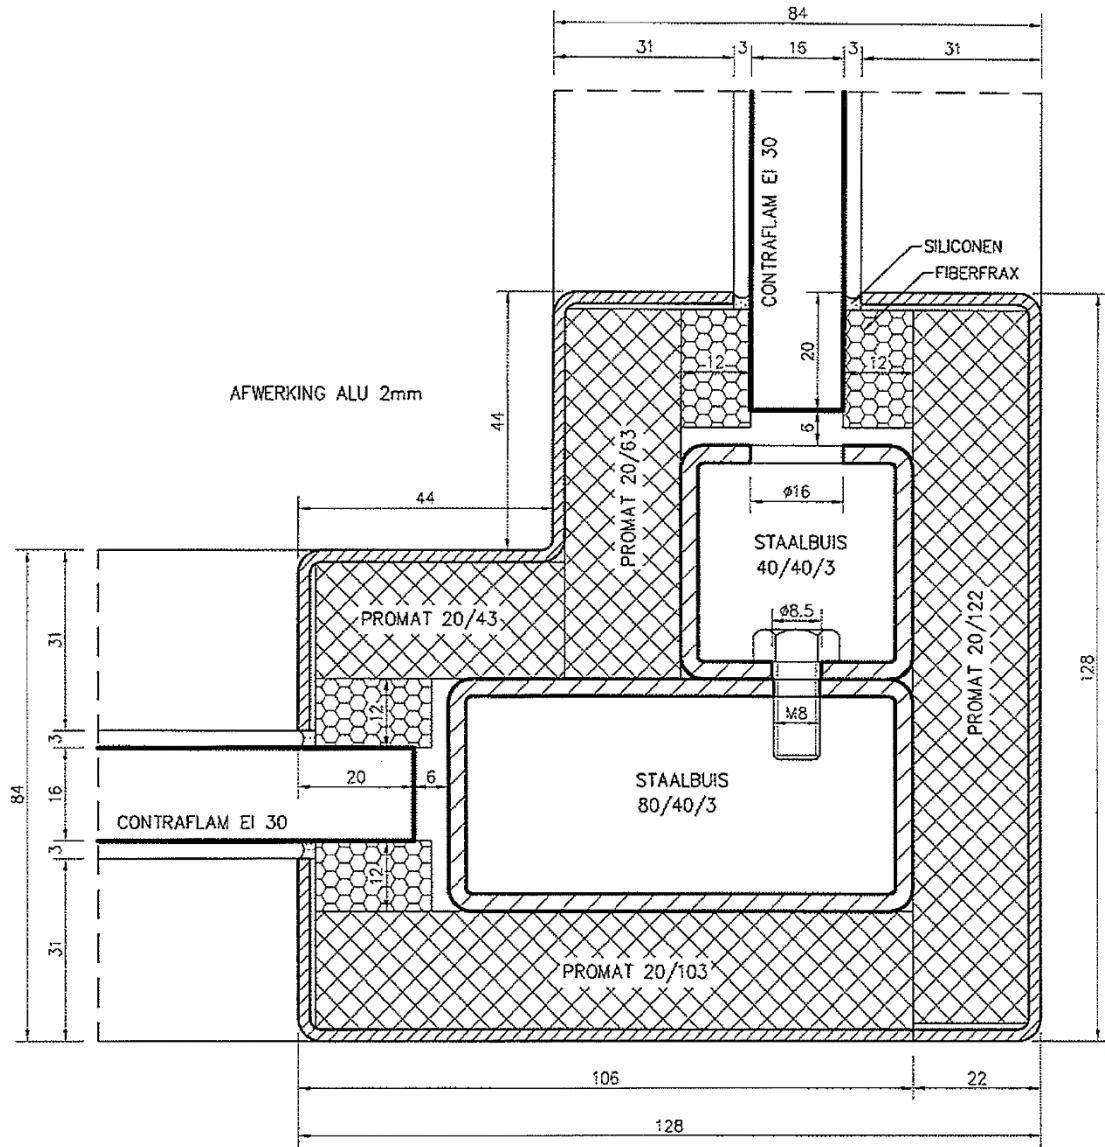 84
31
3
16
3
31
CONTRAFLAM EI 30
SILICONEN
FIBERFRAX
20
12
12
AFWERKING ALU 2mm
44
6
PROMAT 20/63
44
ø16
STAALBUIS
40/40/3
PROMAT 20/122
128
31
PROMAT 20/43
ø8.5
12
M8
3
20
6
STAALBUIS
80/40/3
84
16
CONTRAFLAM EI 30
3
12
31
PROMAT 20/103
106
22
128